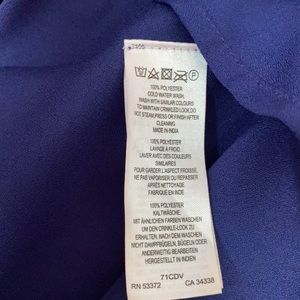 100% POLYESTER
COLD WATER WASH,
WASH WITH SIMILAR COLOURS
TO MAINTAIN CRINKLED LOOK, DO
NOT STEAM PRESS OR FINISH AFTER
CLEANING
MADE IN INDIA
100% POLYESTER
LAVAGE À FROID,
LAVER AVEC DES COULEURS
SIMILAIRES
POUR GARDER L'ASPECT FROISSÉ,
NE PAS VAPORISER OU PRESSER
APRÈS NETTOYAGE
FABRIQUÉ EN INDE
100% POLYESTER
KALTWÄSCHE,
MIT ÄHNLICHEN FARBEN WASCHEN
UM DEN CRINKLE-LOOK ZU
ERHALTEN, NACH DEM WASCHEN
NICHT DAMPFBÜGELN, BÜGELN ODER
ANDERWEITIG BEARBEITEN
HERGESTELLT IN INDIEN
71CDV
RN 53372 CA 34338